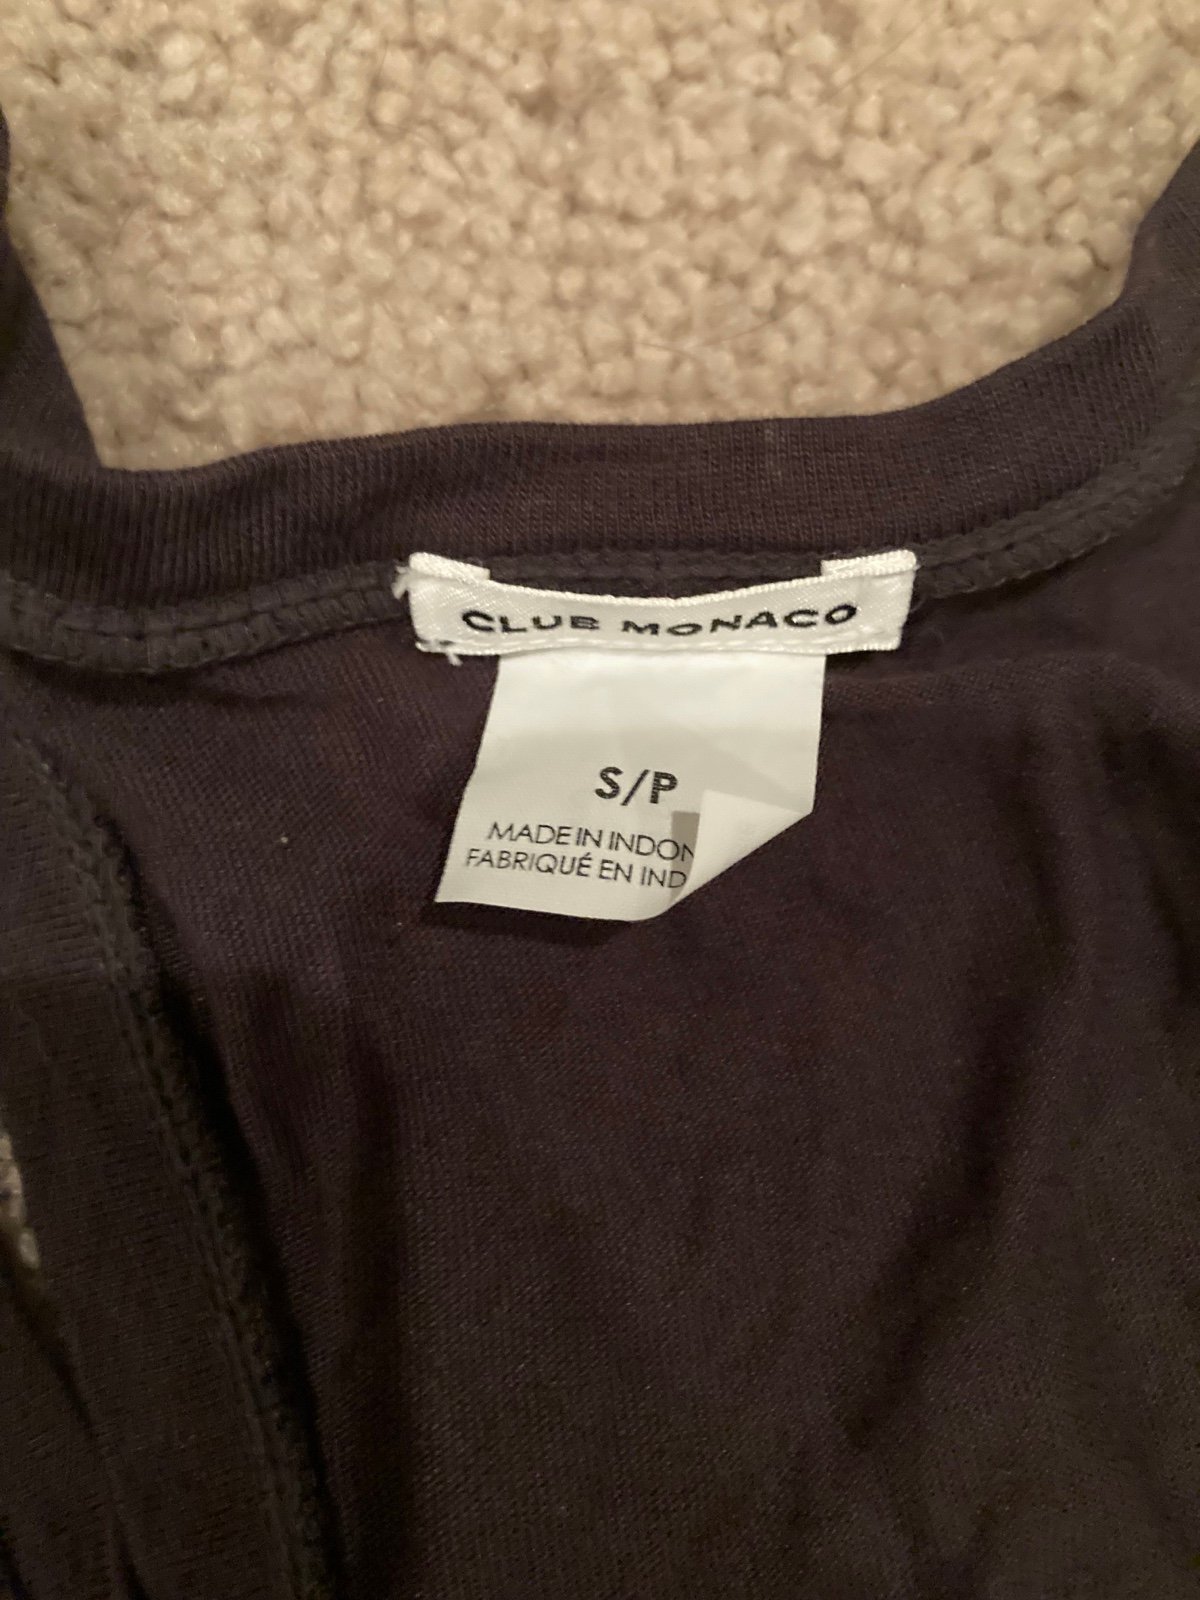 CLUB MONACO
S/P
MADE IN INDON
FABRIQUÉ EN IND